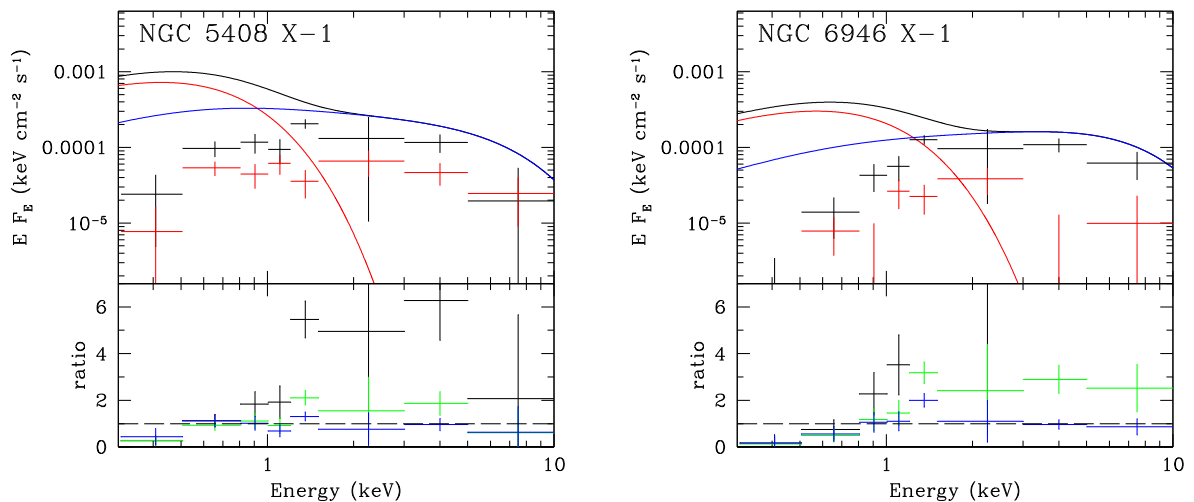 NGC 5408 X-1
E F_E (keV cm⁻² s⁻¹)
0.001
0.0001
10⁻⁵
ratio
6
4
2
0
1
10
Energy (keV)
NGC 6946 X-1
E F_E (keV cm⁻² s⁻¹)
0.001
0.0001
10⁻⁵
ratio
6
4
2
0
1
10
Energy (keV)